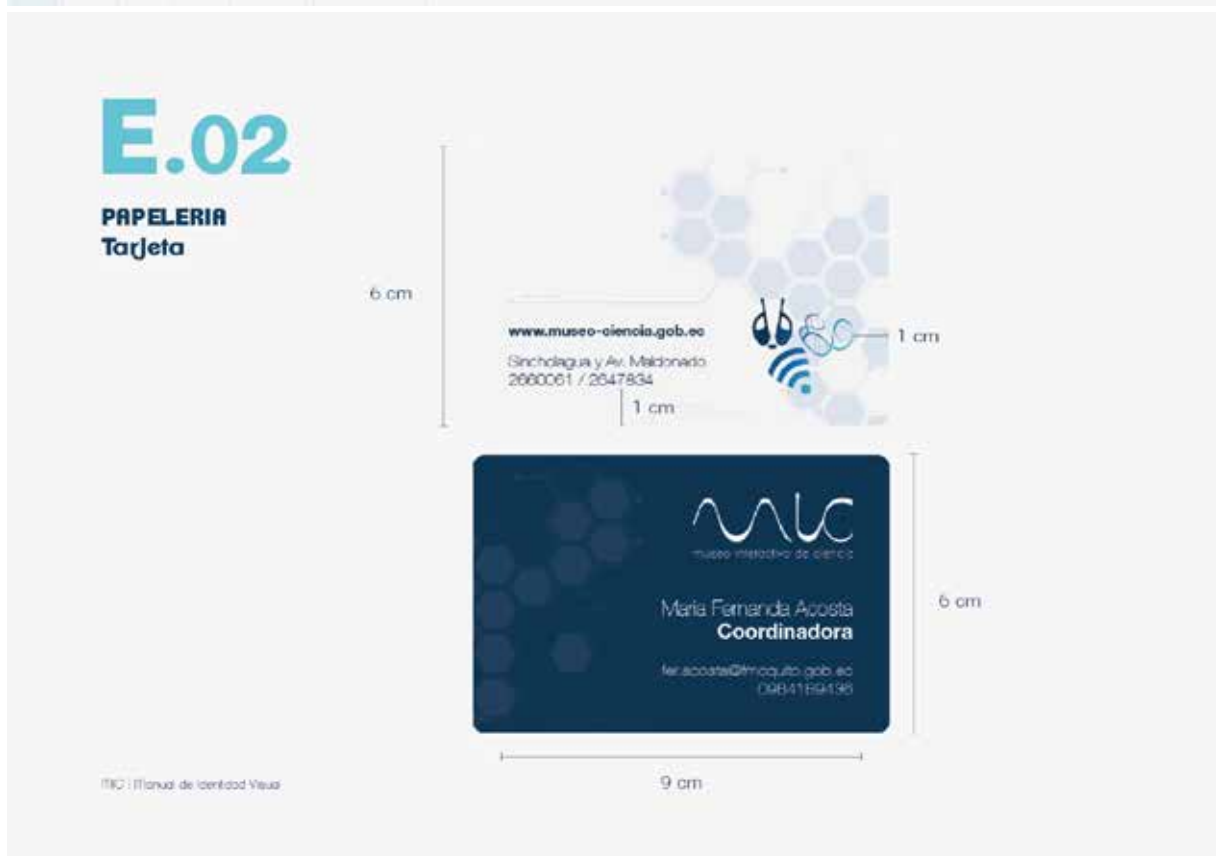 E.02
PAPELERIA
Tarjeta
6 cm
www.museo-ciencia.gob.ec
1 cm
Sincholagua y Av. Maldonado
2660061 / 2647834
1 cm
MIC
museo interactivo de ciencia
6 cm
Maria Fernanda Acosta
Coordinadora
fer.acosta@fmcquito.gob.ec
0984189436
9 cm
MIC | Manual de Identidad Visual